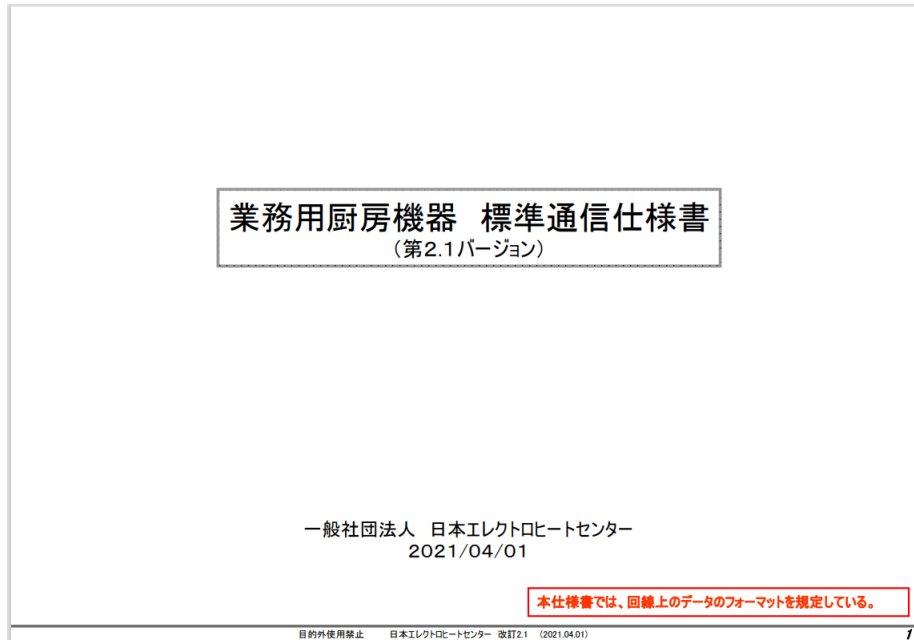 業務用厨房機器　標準通信仕様書
（第2.1バージョン）
一般社団法人　日本エレクトロヒートセンター
2021/04/01
本仕様書では、回線上のデータのフォーマットを規定している。
目的外使用禁止　　日本エレクトロヒートセンター　改訂2.1　（2021.04.01）
1